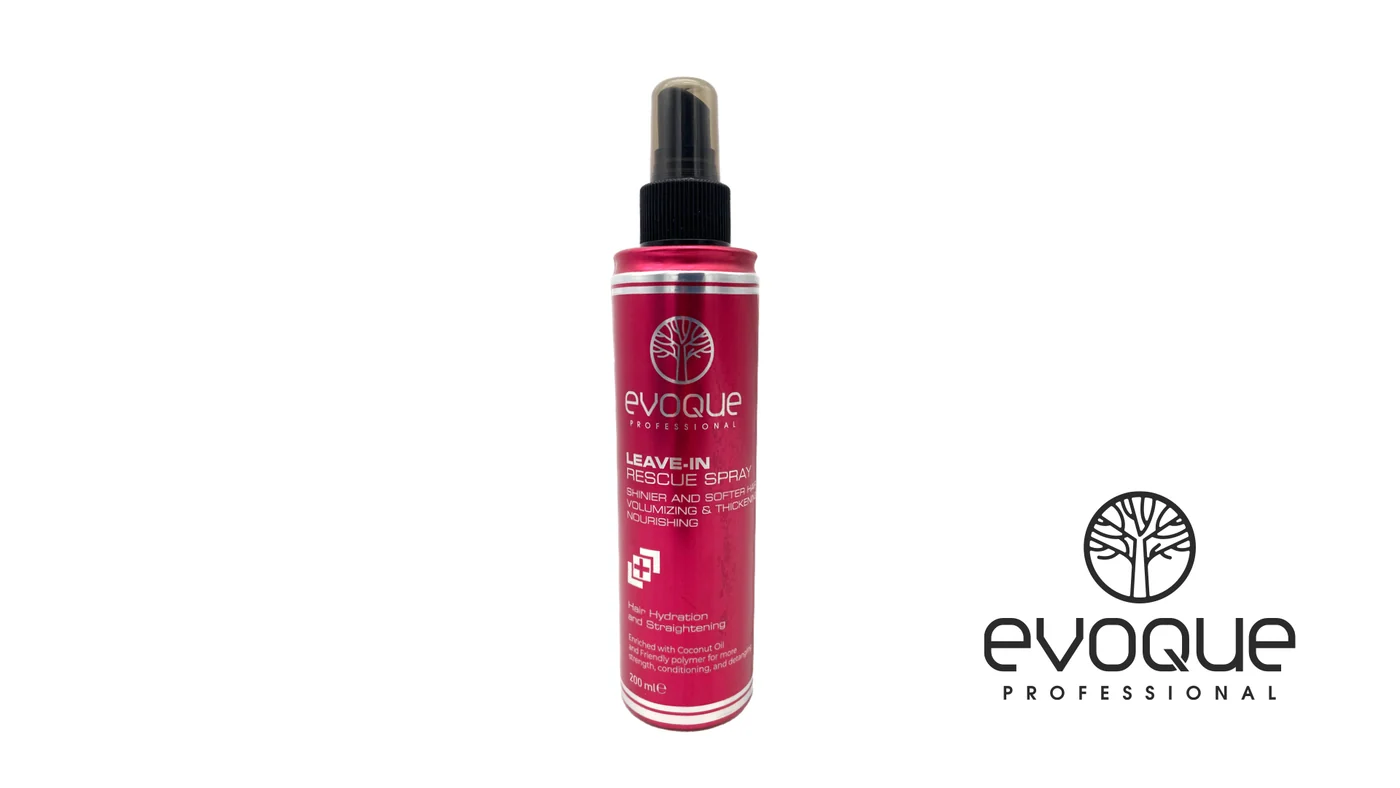 evoque
PROFESSIONAL
LEAVE-IN
RESCUE SPRAY
SHINIER AND SOFTER
VOLUMIZING &
NOURISHING
Hair Hydration
and Straightening
Enriched with Coconut Oil
and Friendly polymer for more
strength, conditioning, and
200 ml℮
evoque
PROFESSIONAL